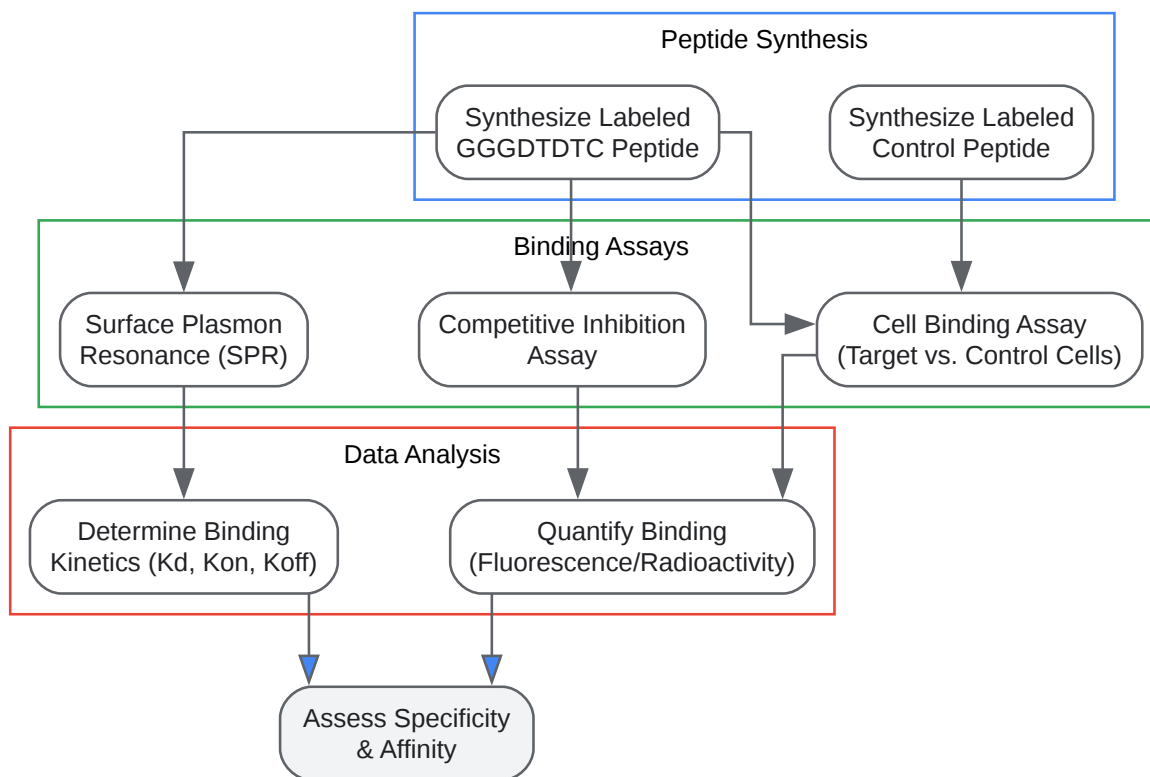 Peptide Synthesis
Synthesize Labeled
GGGDTDTC Peptide
Synthesize Labeled
Control Peptide
Binding Assays
Surface Plasmon
Resonance (SPR)
Competitive Inhibition
Assay
Cell Binding Assay
(Target vs. Control Cells)
Data Analysis
Determine Binding
Kinetics (Kd, Kon, Koff)
Quantify Binding
(Fluorescence/Radioactivity)
Assess Specificity
& Affinity